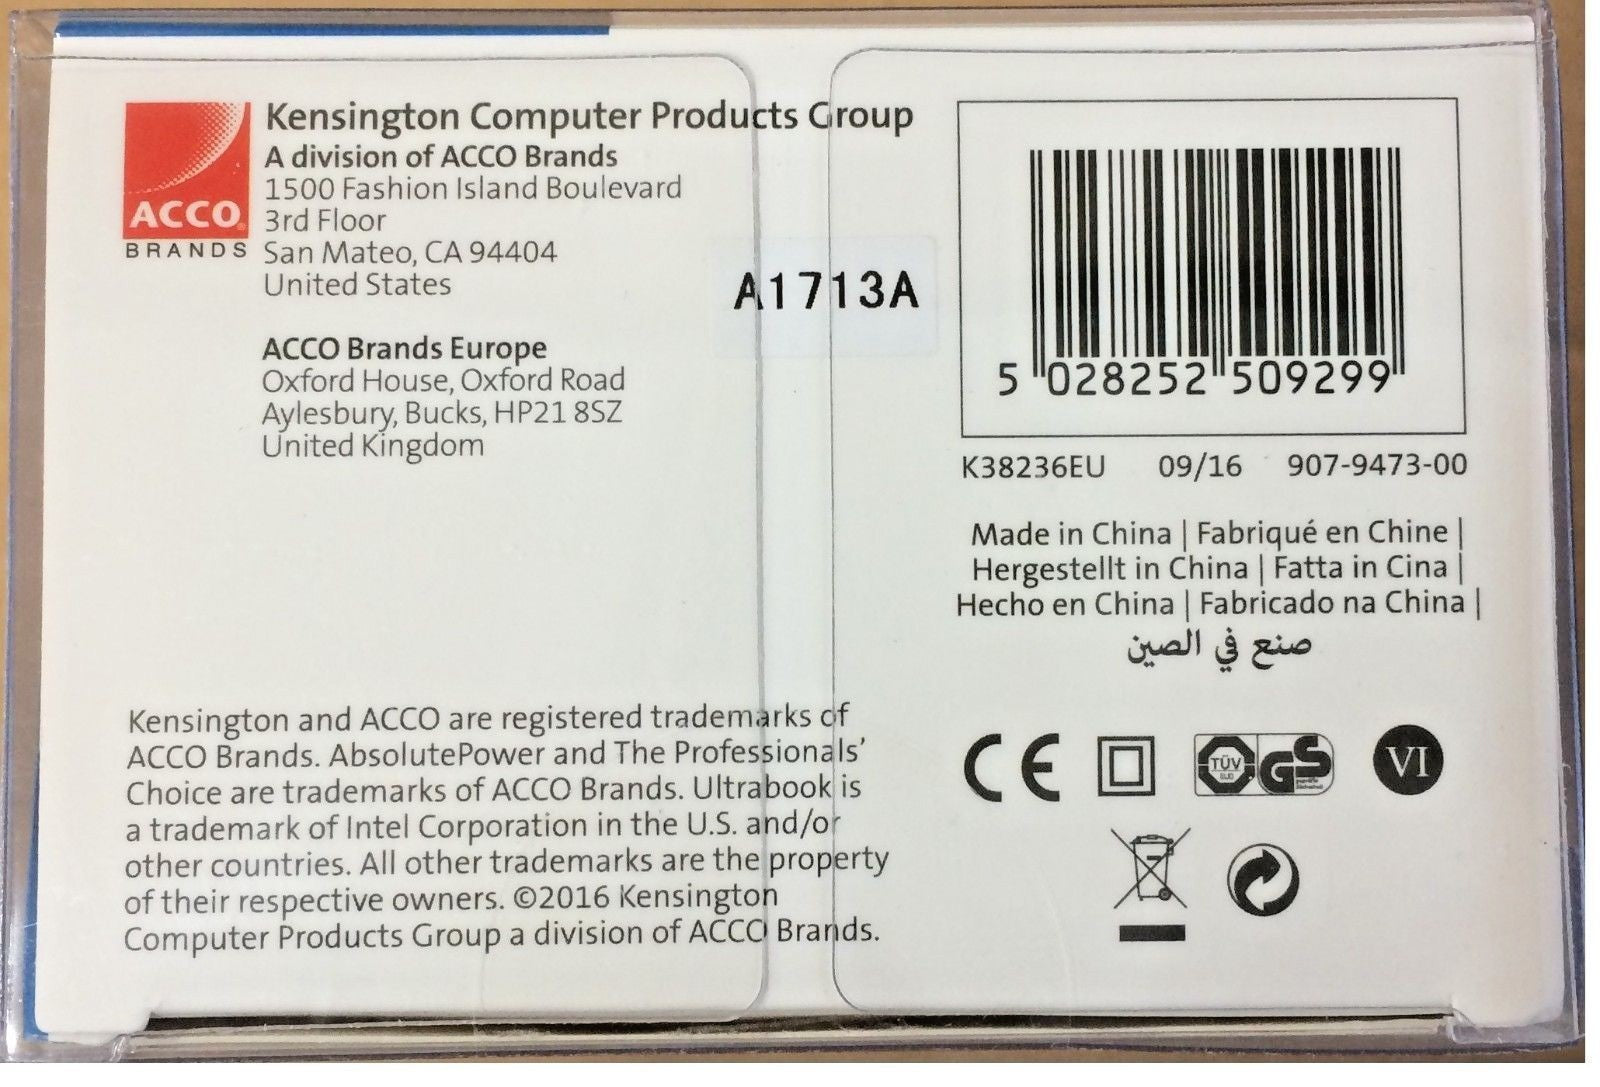 ACCO
BRANDS
Kensington Computer Products Group
A division of ACCO Brands
1500 Fashion Island Boulevard
3rd Floor
San Mateo, CA 94404
United States
ACCO Brands Europe
Oxford House, Oxford Road
Aylesbury, Bucks, HP21 8SZ
United Kingdom
A1713A
5 028252 509299
K38236EU 09/16 907-9473-00
Made in China | Fabriqué en Chine |
Hergestellt in China | Fatta in Cina |
Hecho en China | Fabricado na China |
صنع في الصين
Kensington and ACCO are registered trademarks of
ACCO Brands. AbsolutePower and The Professionals'
Choice are trademarks of ACCO Brands. Ultrabook is
a trademark of Intel Corporation in the U.S. and/or
other countries. All other trademarks are the property
of their respective owners. ©2016 Kensington
Computer Products Group a division of ACCO Brands.
CE
TÜV
SÜD
GS
VI